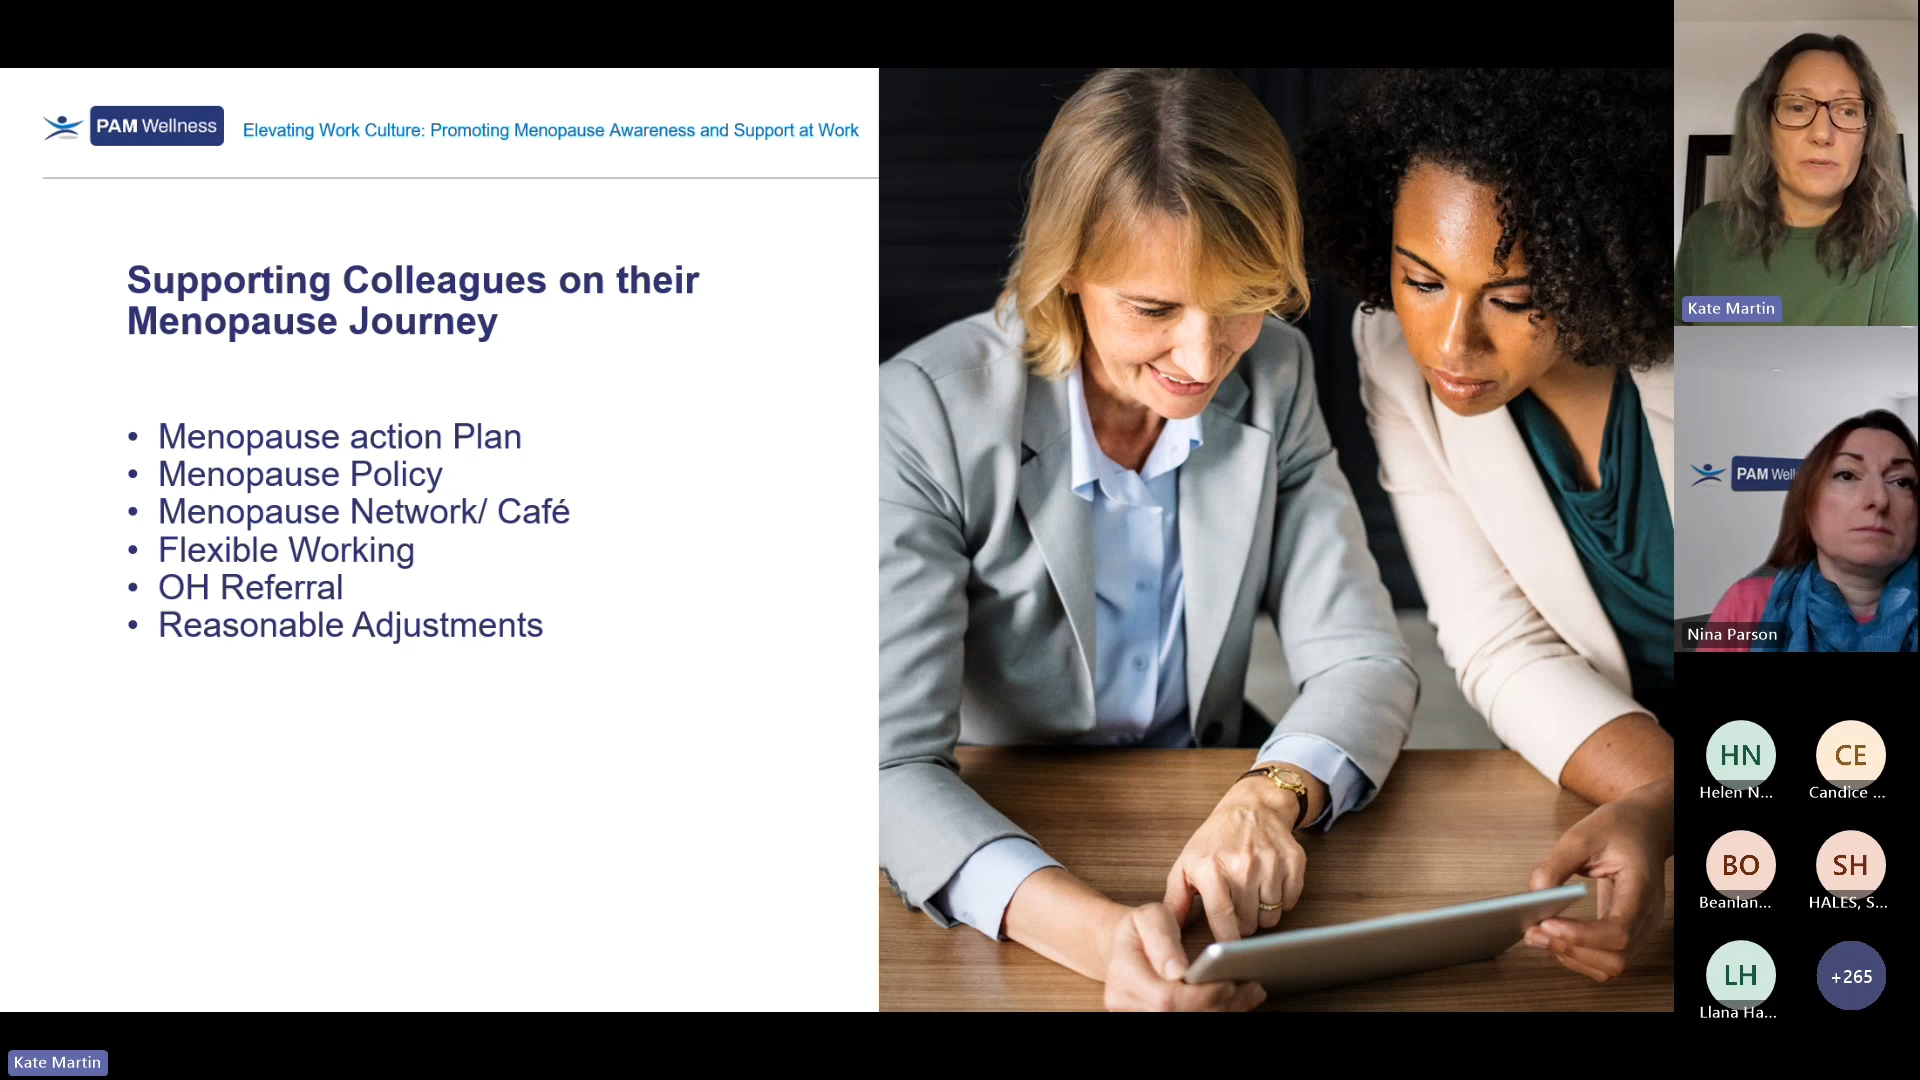 PAM Wellness
Elevating Work Culture: Promoting Menopause Awareness and Support at Work
Supporting Colleagues on their
Menopause Journey
• Menopause action Plan
• Menopause Policy
• Menopause Network/ Café
• Flexible Working
• OH Referral
• Reasonable Adjustments
Kate Martin
PAM Well
Nina Parson
HN
Helen N...
CE
Candice ...
BO
Beanlan...
SH
HALES, S...
LH
Llana Ha...
+265
Kate Martin